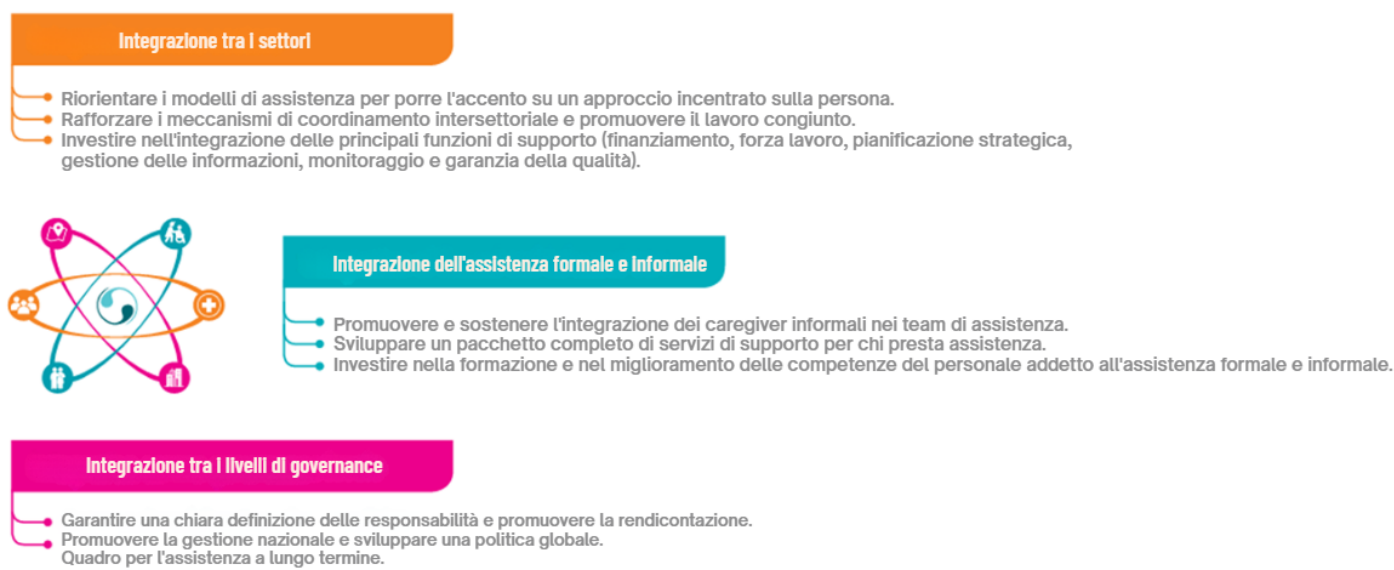 Integrazione tra i settori
Riorientare i modelli di assistenza per porre l'accento su un approccio incentrato sulla persona.
Rafforzare i meccanismi di coordinamento intersettoriale e promuovere il lavoro congiunto.
Investire nell'integrazione delle principali funzioni di supporto (finanziamento, forza lavoro, pianificazione strategica,
gestione delle informazioni, monitoraggio e garanzia della qualità).
Integrazione dell'assistenza formale e informale
Promuovere e sostenere l'integrazione dei caregiver informali nei team di assistenza.
Sviluppare un pacchetto completo di servizi di supporto per chi presta assistenza.
Investire nella formazione e nel miglioramento delle competenze del personale addetto all'assistenza formale e informale.
Integrazione tra i livelli di governance
Garantire una chiara definizione delle responsabilità e promuovere la rendicontazione.
Promuovere la gestione nazionale e sviluppare una politica globale.
Quadro per l'assistenza a lungo termine.